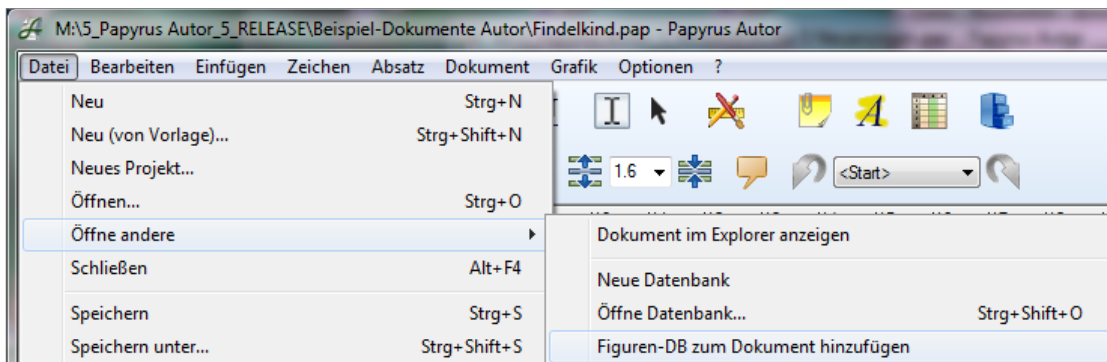 M:\5_Papyrus Autor_5_RELEASE\Beispiel-Dokumente Autor\Findelkind.pap - Papyrus Autor
Datei Bearbeiten Einfügen Zeichen Absatz Dokument Grafik Optionen ?
Neu Strg+N
Neu (von Vorlage)... Strg+Shift+N
Neues Projekt...
1.6 <Start>
Öffnen... Strg+O
Öffne andere
Dokument im Explorer anzeigen
Schließen Alt+F4
Neue Datenbank
Speichern Strg+S
Öffne Datenbank... Strg+Shift+O
Speichern unter... Strg+Shift+S
Figuren-DB zum Dokument hinzufügen